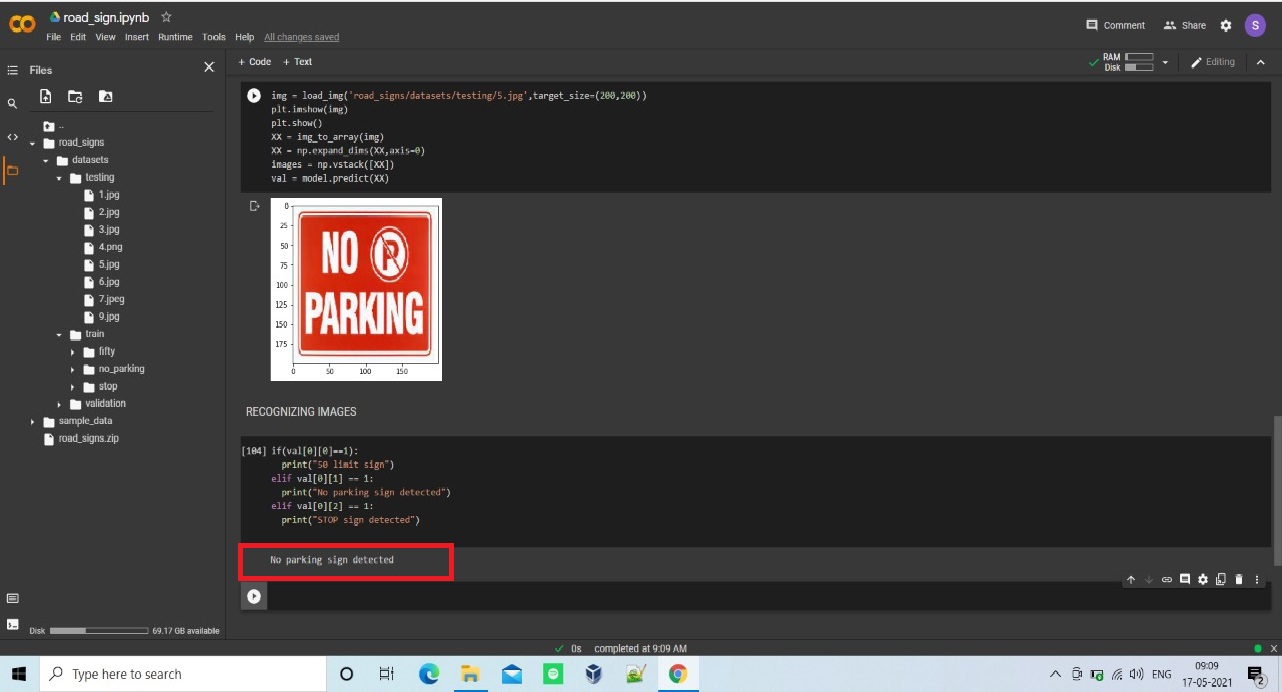 road_sign.ipynb
File Edit View Insert Runtime Tools Help All changes saved
Comment Share S
Files
+ Code + Text
RAM
Disk
Editing
..
road_signs
datasets
testing
1.jpg
2.jpg
3.jpg
4.png
5.jpg
6.jpg
7.jpeg
9.jpg
train
fifty
no_parking
stop
validation
sample_data
road_signs.zip
Disk 69.17 GB available
img = load_img('road_signs/datasets/testing/5.jpg',target_size=(200,200))
plt.imshow(img)
plt.show()
XX = img_to_array(img)
XX = np.expand_dims(XX,axis=0)
images = np.vstack([XX])
val = model.predict(XX)
0
25
50
75
100
125
150
175
0 50 100 150
NO P
PARKING
RECOGNIZING IMAGES
[104] if(val[0][0]==1):
print("50 limit sign")
elif val[0][1] == 1:
print("No parking sign detected")
elif val[0][2] == 1:
print("STOP sign detected")
No parking sign detected
0s completed at 9:09 AM
Type here to search
ENG
09:09
17-05-2021
2